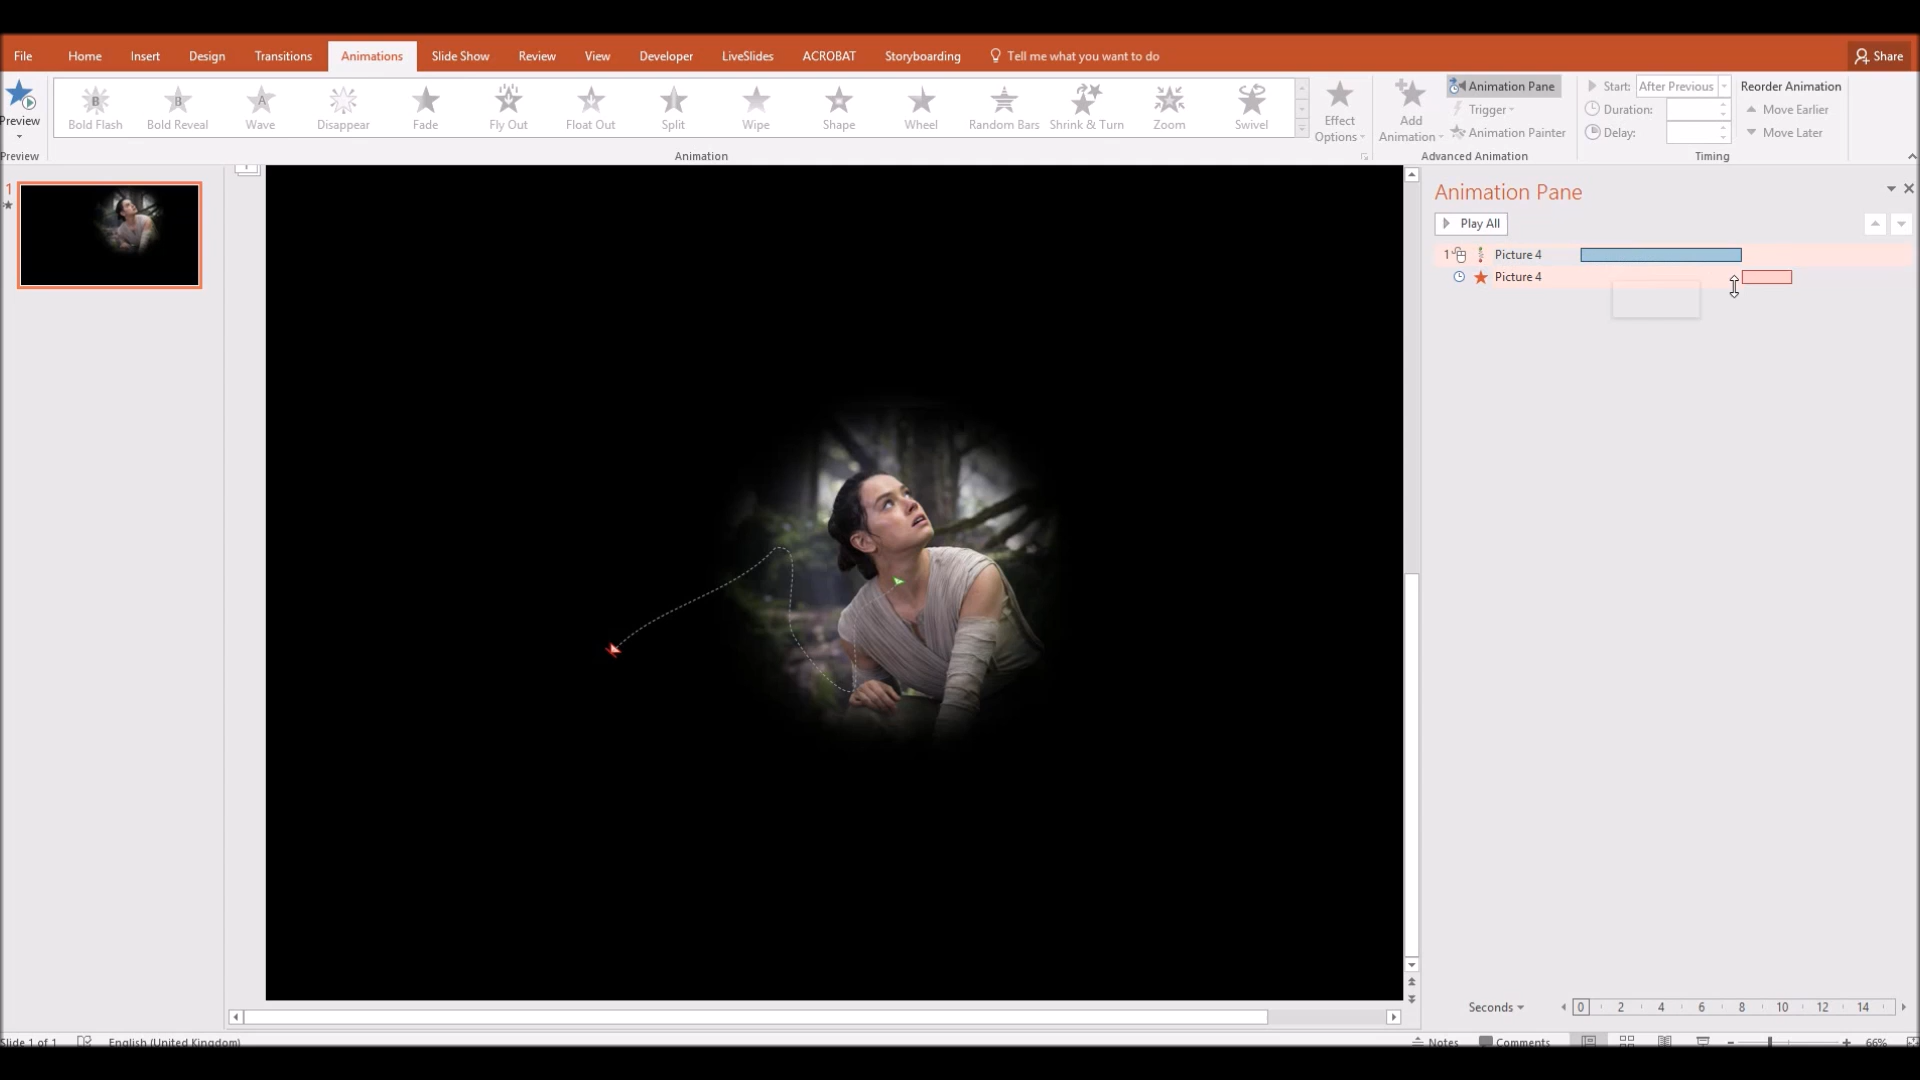 File Home Insert Design Transitions Animations Slide Show Review View Developer LiveSlides ACROBAT Storyboarding Tell me what you want to do Share
Preview
Preview
B Bold Flash B Bold Reveal A Wave Disappear Fade Fly Out Float Out Split Wipe Shape Wheel Random Bars Shrink & Turn Zoom Swivel
Animation
Effect Options
Add Animation
Animation Pane
Trigger
Animation Painter
Advanced Animation
Start: After Previous
Duration:
Delay:
Timing
Reorder Animation
Move Earlier
Move Later
1
Animation Pane
Play All
1 Picture 4
Picture 4
Seconds 0 2 4 6 8 10 12 14
Slide 1 of 1 English (United Kingdom) Notes Comments 66%